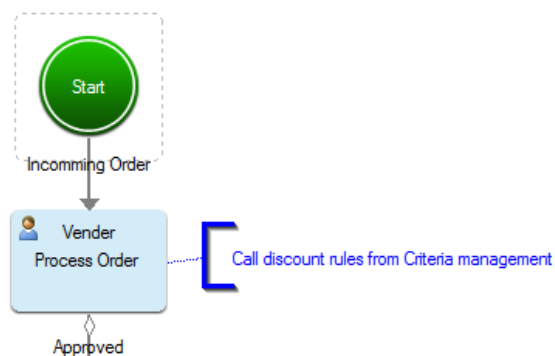 Start
Incomming Order
Vender
Process Order
Call discount rules from Criteria management
Approved